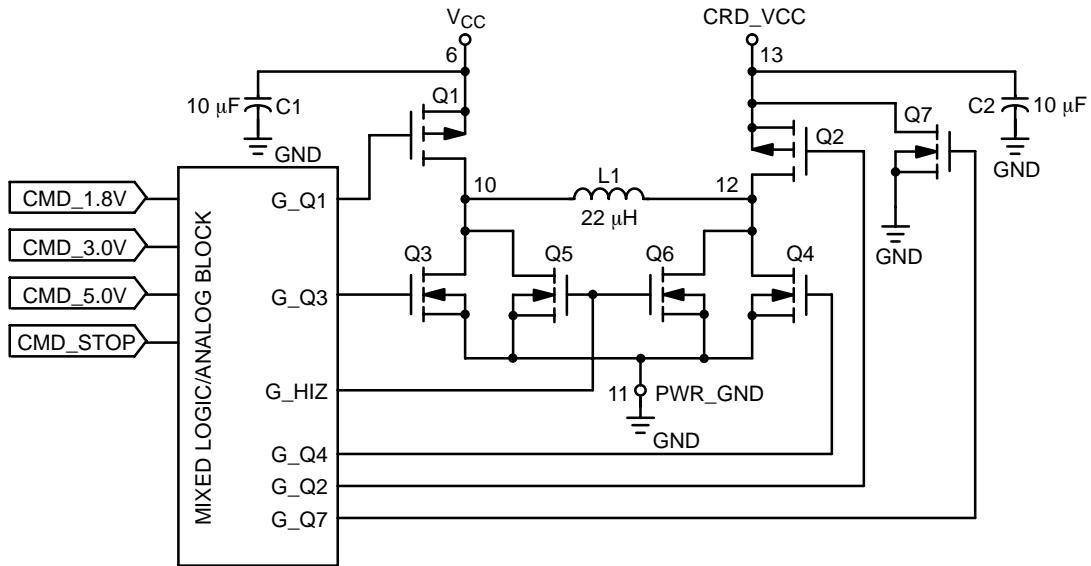 VCC
CRD_VCC
6
13
10 μF
C1
Q1
Q7
C2
10 μF
Q2
GND
GND
CMD_1.8V
G_Q1
10
L1
12
22 μH
CMD_3.0V
GND
Q3
Q5
Q6
Q4
CMD_5.0V
G_Q3
CMD_STOP
MIXED LOGIC/ANALOG BLOCK
G_HIZ
11
PWR_GND
GND
G_Q4
G_Q2
G_Q7